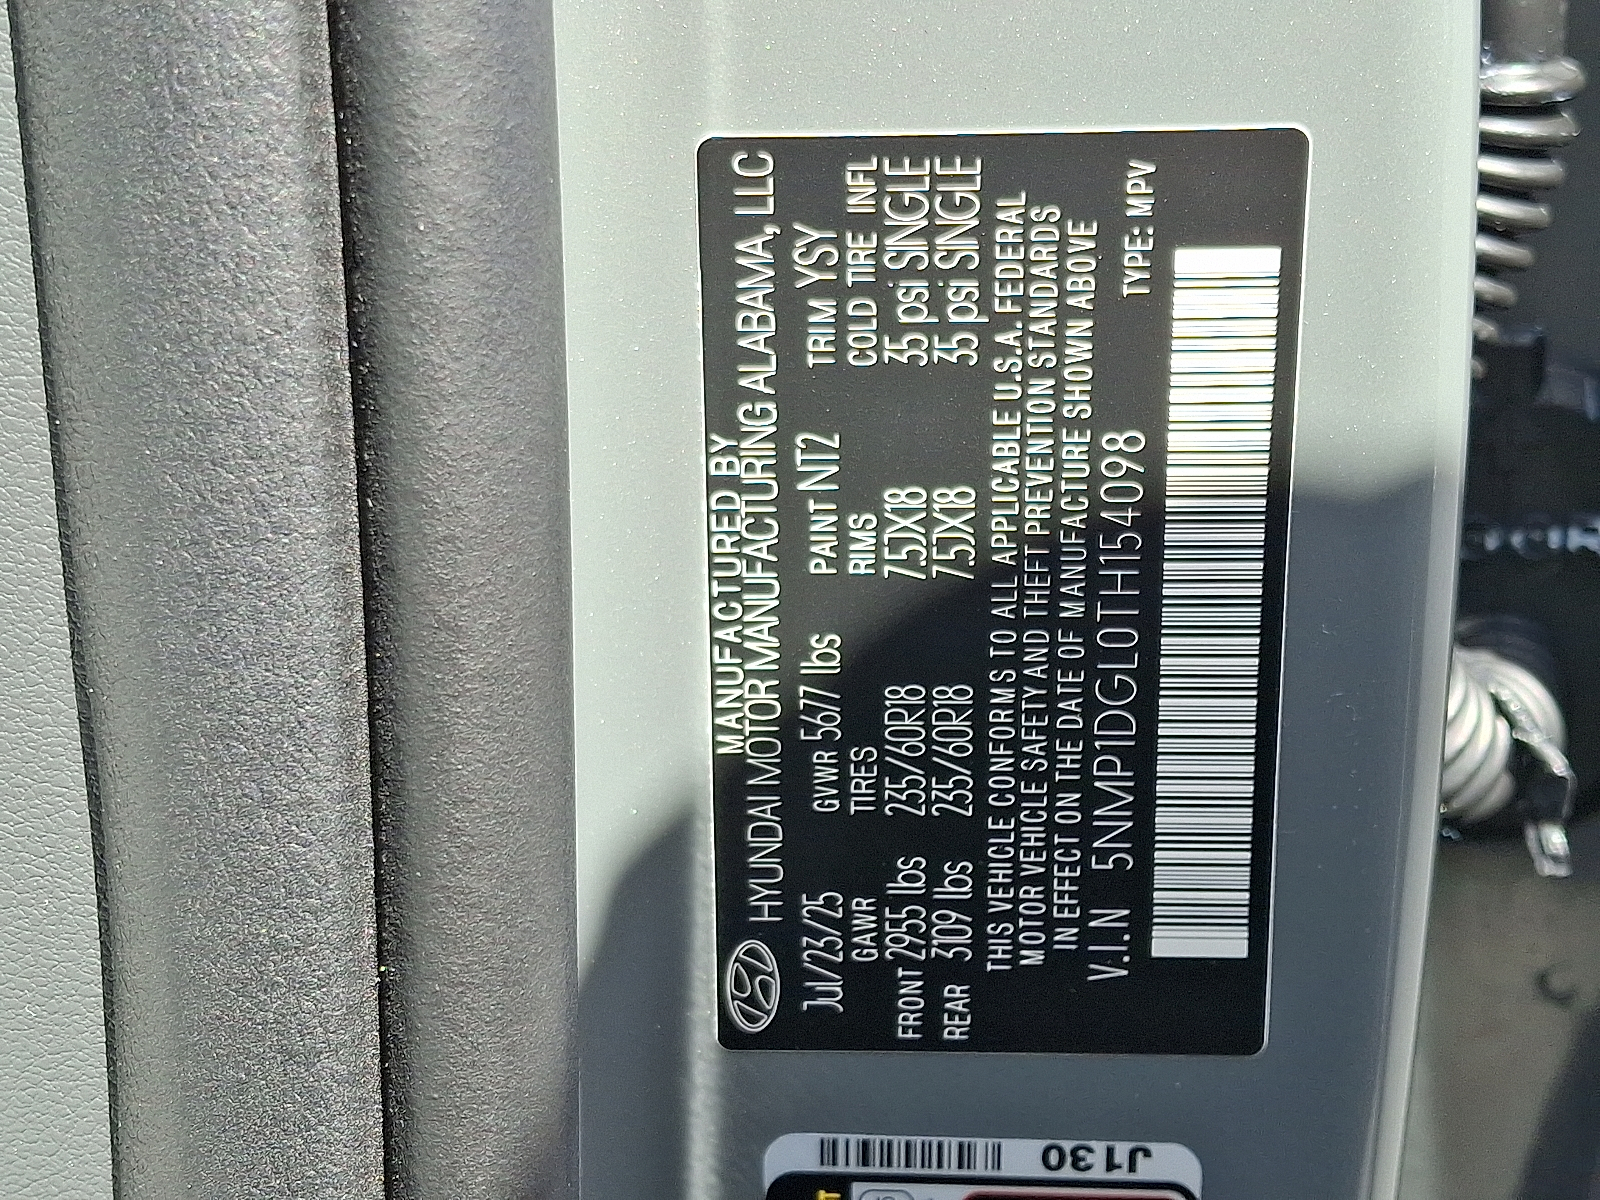 MANUFACTURED BY
HYUNDAI MOTOR MANUFACTURING ALABAMA, LLC
Jul/23/25 GVWR 5677 lbs PAINT NT2 TRIM YSY
GAWR TIRES RIMS COLD TIRE INFL
FRONT 2955 lbs 235/60R18 7.5JX18 35 psi SINGLE
REAR 3109 lbs 235/60R18 7.5JX18 35 psi SINGLE
THIS VEHICLE CONFORMS TO ALL APPLICABLE U.S.A. FEDERAL
MOTOR VEHICLE SAFETY AND THEFT PREVENTION STANDARDS
IN EFFECT ON THE DATE OF MANUFACTURE SHOWN ABOVE
V.I.N 5NMP1DGL0TH154098 TYPE: MPV
J130